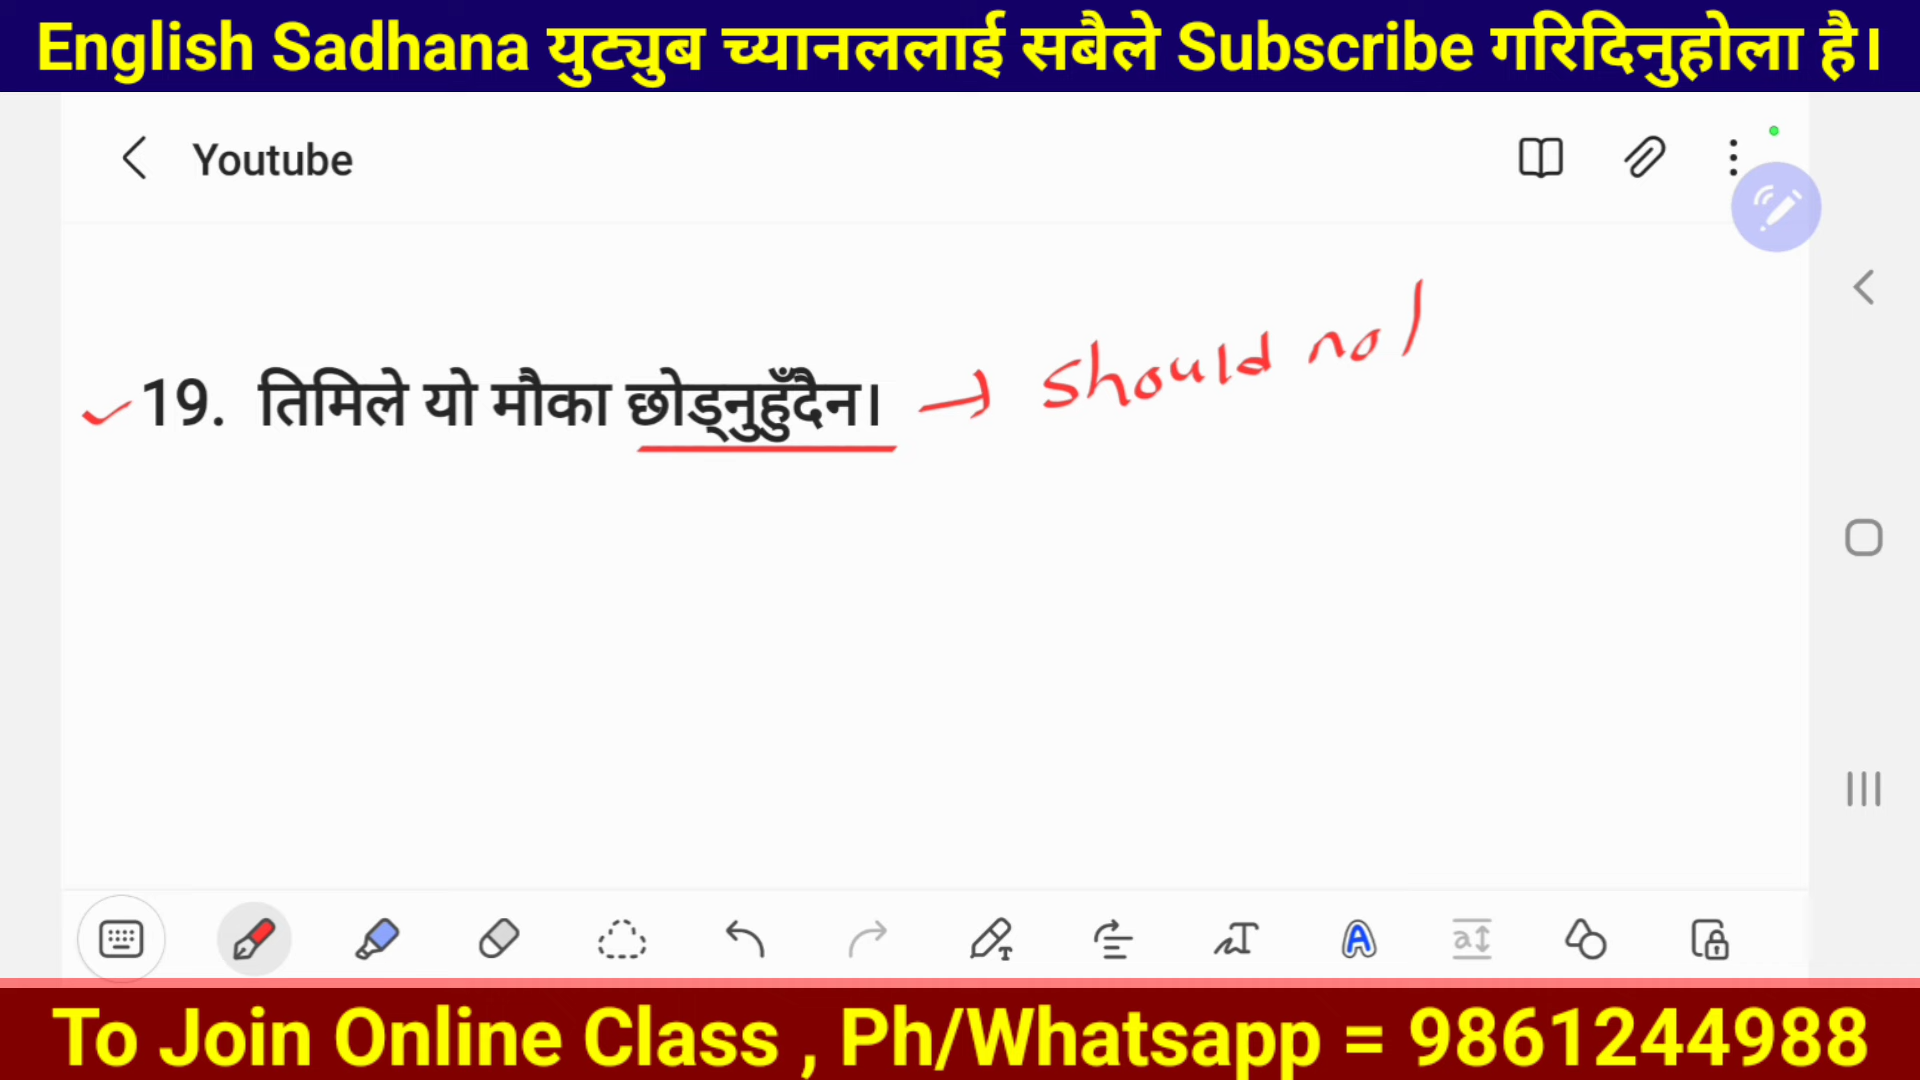 English Sadhana युट्युब च्यानललाई सबैले Subscribe गरिदिनुहोला है।
Youtube
19. तिमिले यो मौका छोड्नुहुँदैन। → should not
To Join Online Class , Ph/Whatsapp = 9861244988